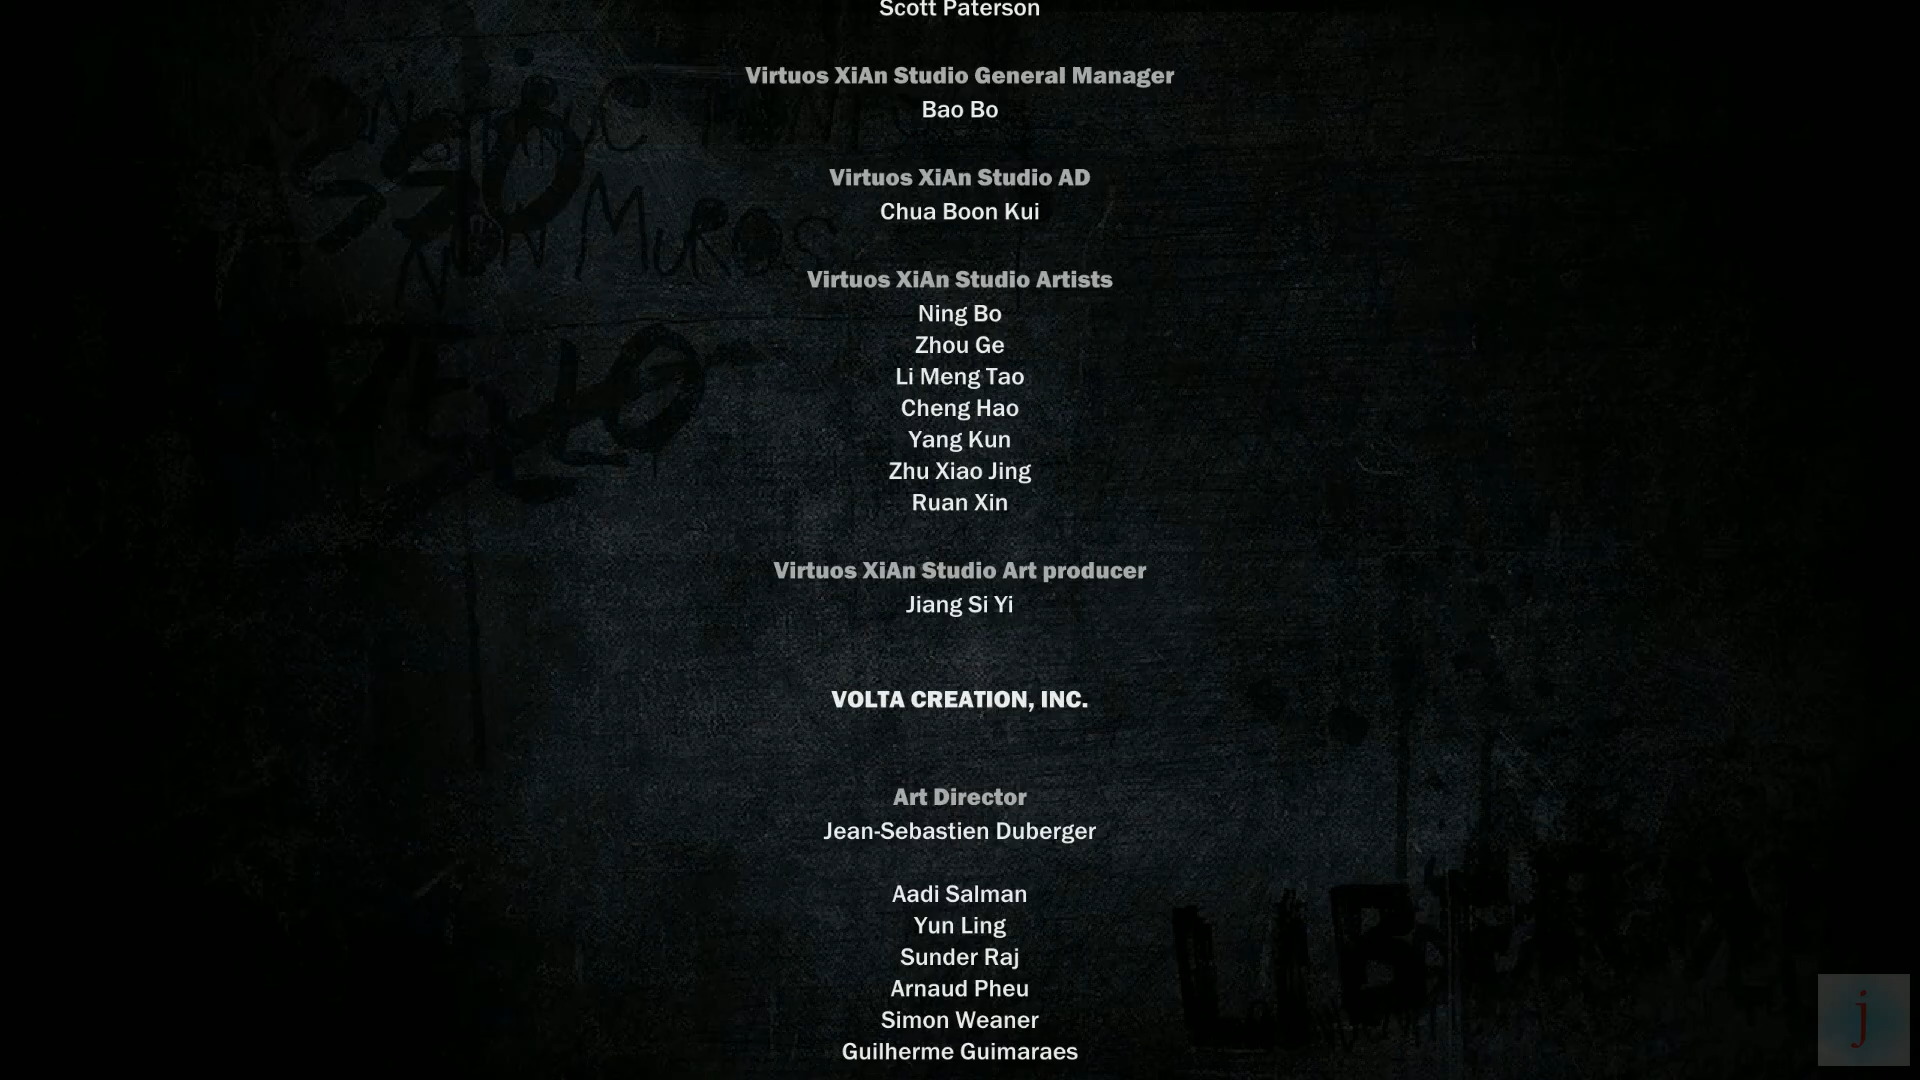 Scott Paterson
Virtuos XiAn Studio General Manager
Bao Bo
Virtuos XiAn Studio AD
Chua Boon Kui
Virtuos XiAn Studio Artists
Ning Bo
Zhou Ge
Li Meng Tao
Cheng Hao
Yang Kun
Zhu Xiao Jing
Ruan Xin
Virtuos XiAn Studio Art producer
Jiang Si Yi
VOLTA CREATION, INC.
Art Director
Jean-Sebastien Duberger
Aadi Salman
Yun Ling
Sunder Raj
Arnaud Pheu
Simon Weaner
Guilherme Guimaraes
j